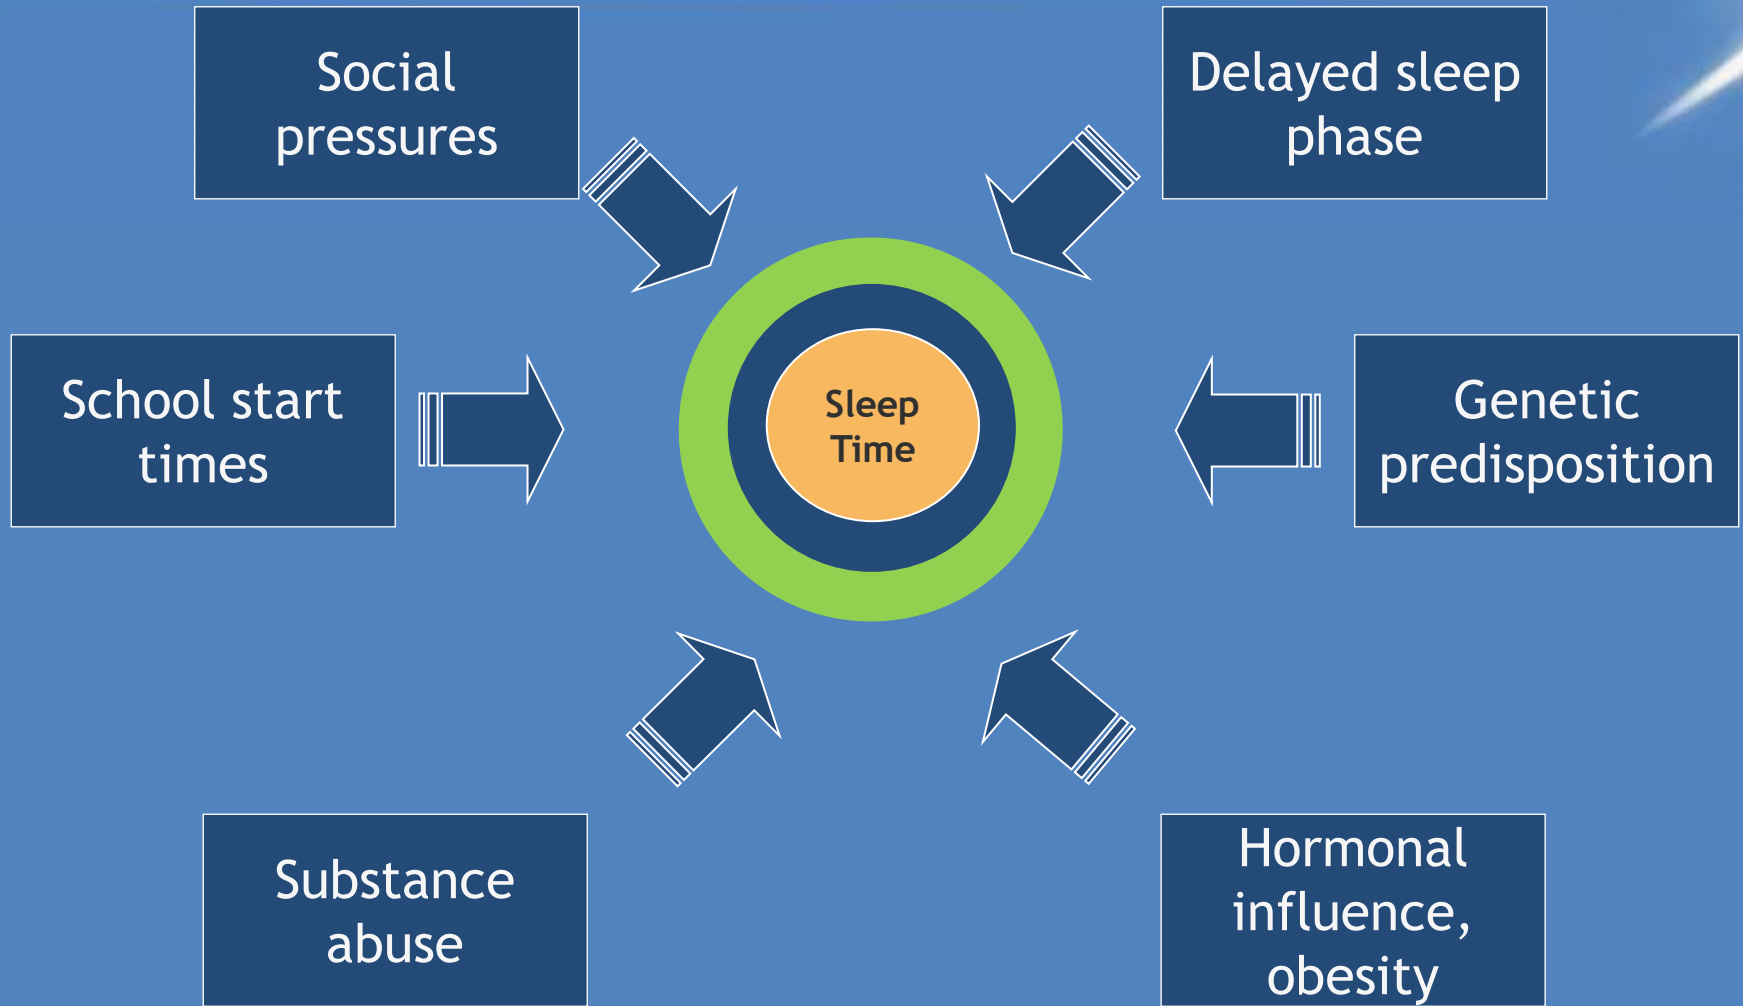 Social
pressures
Delayed sleep
phase
School start
times
Sleep
Time
Genetic
predisposition
Substance
abuse
Hormonal
influence,
obesity